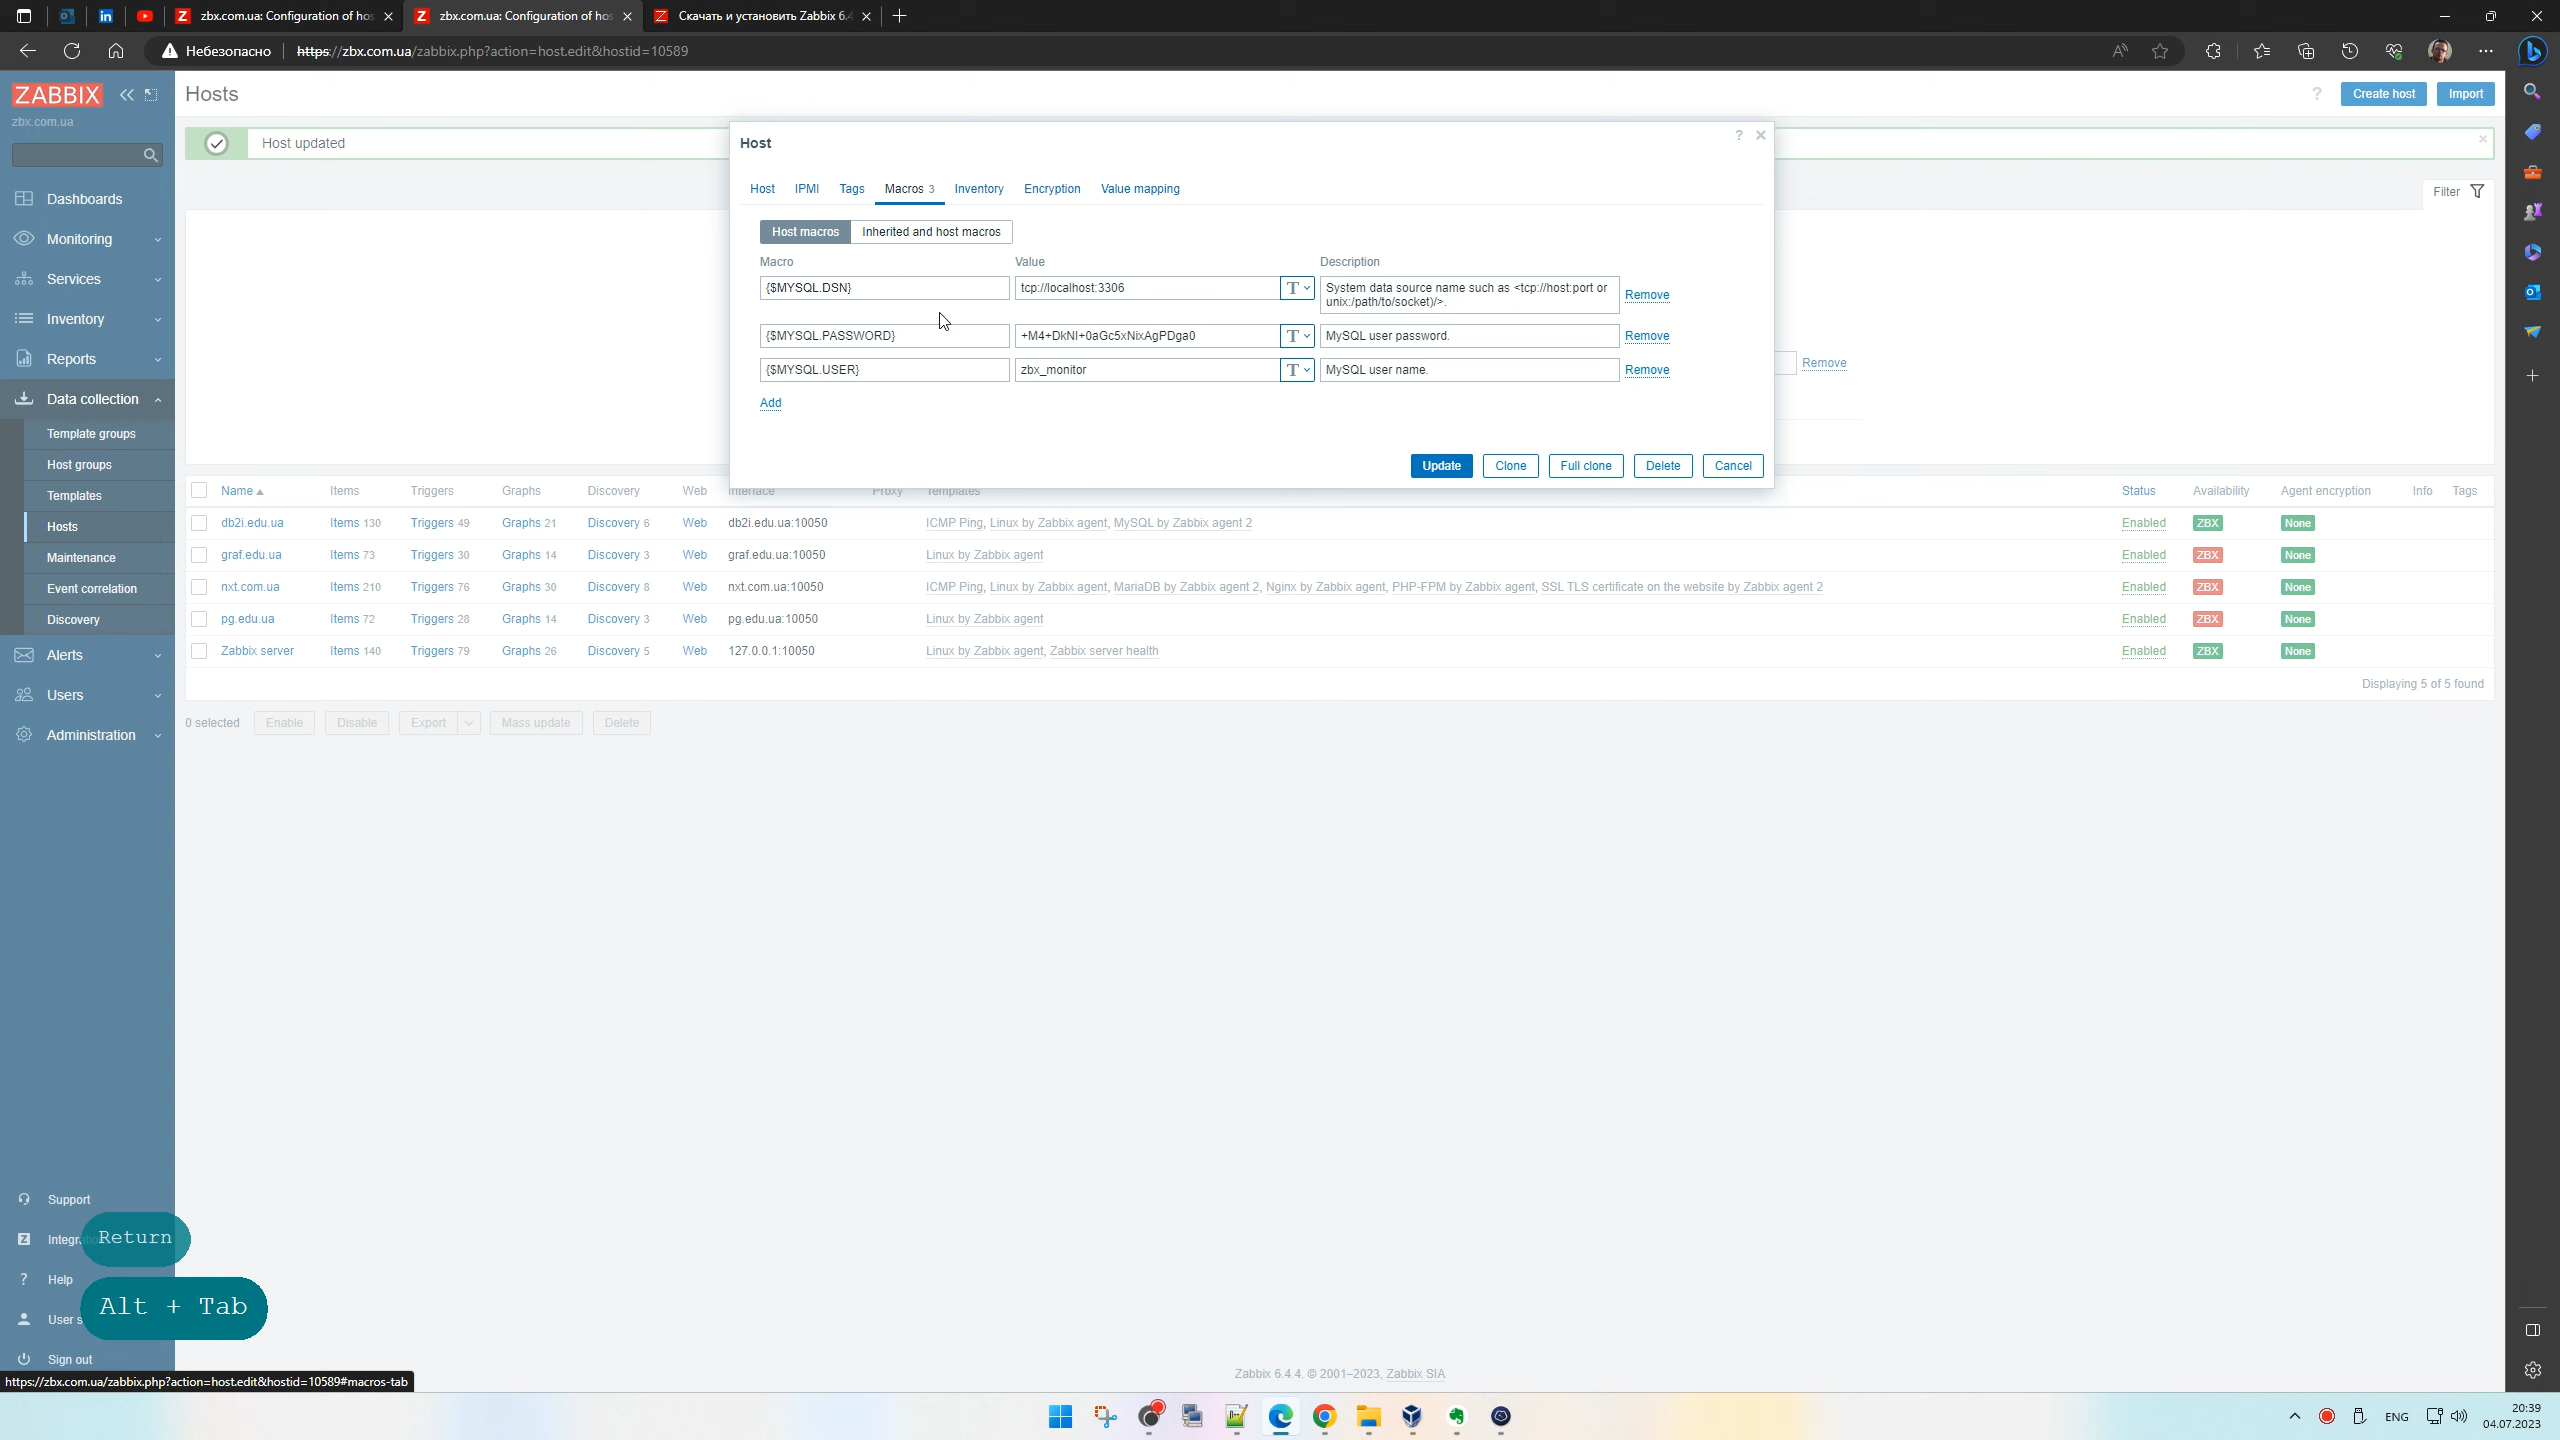 zbx.com.ua: Configuration of hos
zbx.com.ua: Configuration of hos
Скачать и установить Zabbix 6.4
Небезопасно
https://zbx.com.ua/zabbix.php?action=host.edit&hostid=10589
ZABBIX
zbx.com.ua
Dashboards
Monitoring
Services
Inventory
Reports
Data collection
Template groups
Host groups
Templates
Hosts
Maintenance
Event correlation
Discovery
Alerts
Users
Administration
Support
Integr
Help
User s
Sign out
Return
Alt + Tab
https://zbx.com.ua/zabbix.php?action=host.edit&hostid=10589#macros-tab
Hosts
? Create host Import
Host updated
Filter
Host
Host IPMI Tags Macros 3 Inventory Encryption Value mapping
Host macros Inherited and host macros
Macro Value Description
{$MYSQL.DSN} tcp://localhost:3306 T System data source name such as <tcp://host:port or
unix:/path/to/socket)/>. Remove
{$MYSQL.PASSWORD} +M4+DkNI+0aGc5xNixAgPDga0 T MySQL user password. Remove
{$MYSQL.USER} zbx_monitor T MySQL user name. Remove
Remove
Add
Update Clone Full clone Delete Cancel
Name Items Triggers Graphs Discovery Web Interface Proxy Templates Status Availability Agent encryption Info Tags
db2i.edu.ua Items 130 Triggers 49 Graphs 21 Discovery 6 Web db2i.edu.ua:10050 ICMP Ping, Linux by Zabbix agent, MySQL by Zabbix agent 2 Enabled ZBX None
graf.edu.ua Items 73 Triggers 30 Graphs 14 Discovery 3 Web graf.edu.ua:10050 Linux by Zabbix agent Enabled ZBX None
nxt.com.ua Items 210 Triggers 76 Graphs 30 Discovery 8 Web nxt.com.ua:10050 ICMP Ping, Linux by Zabbix agent, MariaDB by Zabbix agent 2, Nginx by Zabbix agent, PHP-FPM by Zabbix agent, SSL TLS certificate on the website by Zabbix agent 2 Enabled ZBX None
pg.edu.ua Items 72 Triggers 28 Graphs 14 Discovery 3 Web pg.edu.ua:10050 Linux by Zabbix agent Enabled ZBX None
Zabbix server Items 140 Triggers 79 Graphs 26 Discovery 5 Web 127.0.0.1:10050 Linux by Zabbix agent, Zabbix server health Enabled ZBX None
Displaying 5 of 5 found
0 selected Enable Disable Export Mass update Delete
Zabbix 6.4.4. © 2001–2023, Zabbix SIA
ENG
20:39
04.07.2023